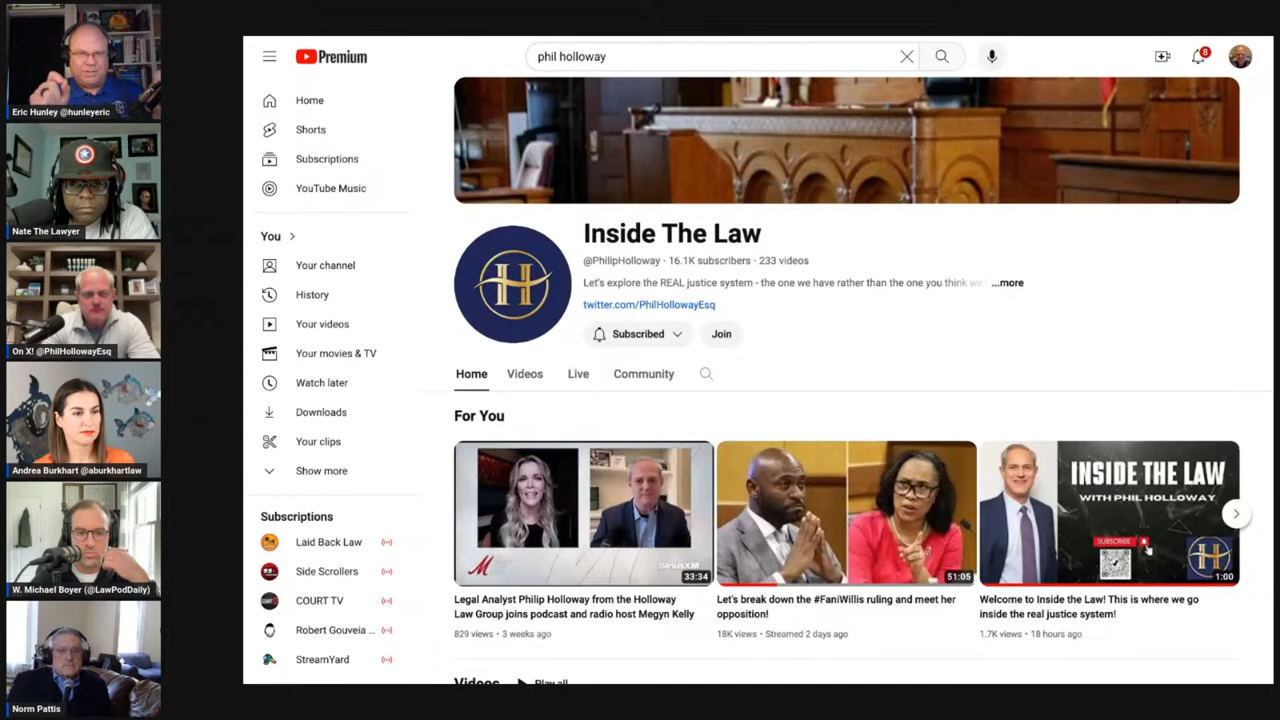 Eric Hunley @hunleyeric
Nate The Lawyer
On X! @PhilHollowayEsq
Andrea Burkhart @aburkhartlaw
W. Michael Boyer (@LawPodDaily)
Norm Pattis
Premium
phil holloway
8
Home
Shorts
Subscriptions
YouTube Music
You
Your channel
History
Your videos
Your movies & TV
Watch later
Downloads
Your clips
Show more
Subscriptions
Laid Back Law
Side Scrollers
COURT TV
Robert Gouveia ...
StreamYard
H
Inside The Law
@PhilipHolloway · 16.1K subscribers · 233 videos
Let's explore the REAL justice system - the one we have rather than the one you think we ...more
twitter.com/PhilHollowayEsq
Subscribed
Join
Home Videos Live Community
For You
M
SiriusXM
33:34
Legal Analyst Philip Holloway from the Holloway
Law Group joins podcast and radio host Megyn Kelly
829 views • 3 weeks ago
51:05
Let's break down the #FaniWillis ruling and meet her
opposition!
18K views • Streamed 2 days ago
INSIDE THE LAW
WITH PHIL HOLLOWAY
SUBSCRIBE
H
1:00
Welcome to Inside the Law! This is where we go
inside the real justice system!
1.7K views • 18 hours ago
Videos Play all